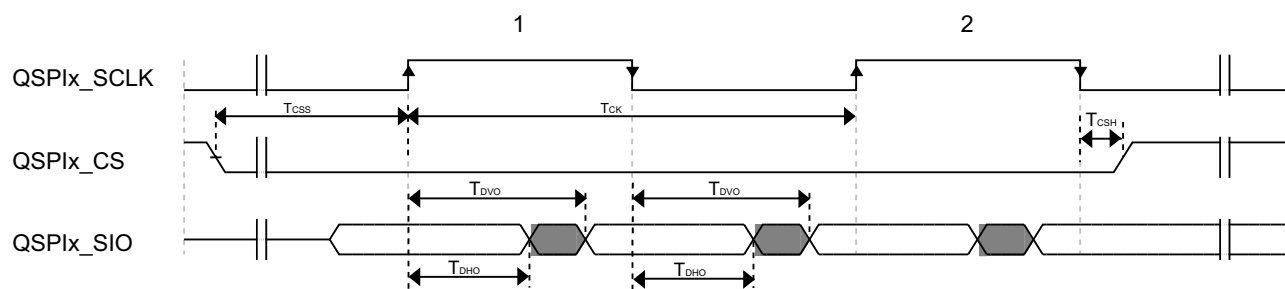 1 2
QSPIx_SCLK
TCSS TCK
TCSH
QSPIx_CS
TDVO TDVO
QSPIx_SIO
TDHO TDHO